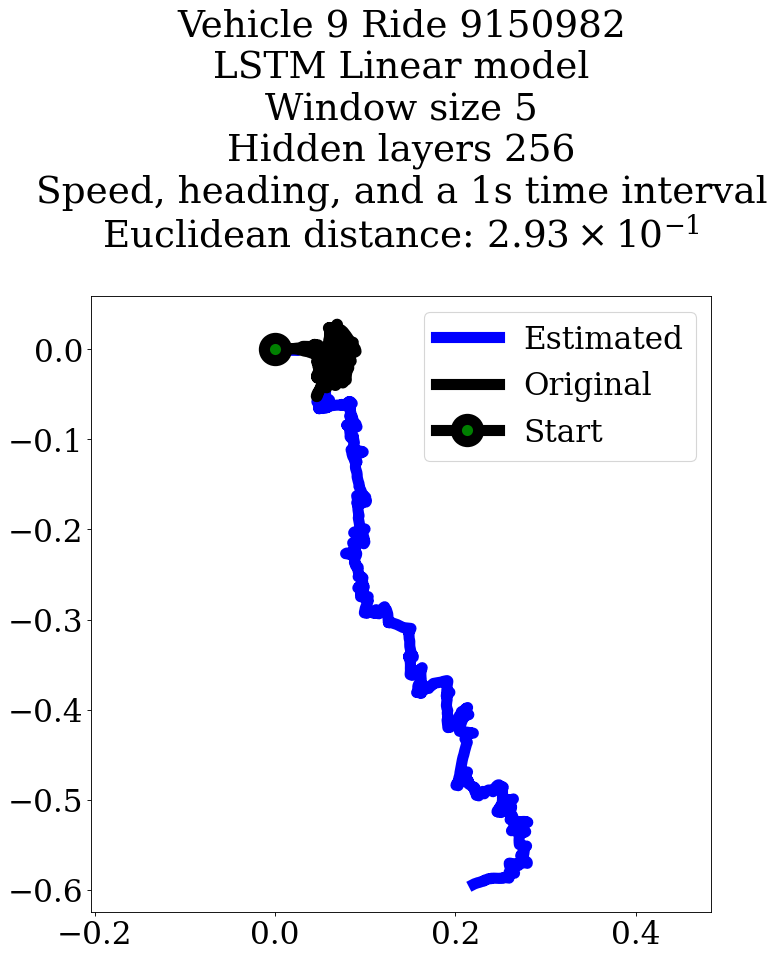 Vehicle 9 Ride 9150982
LSTM Linear model
Window size 5
Hidden layers 256
Speed, heading, and a 1s time interval
Euclidean distance: 2.93 × 10⁻¹
Estimated
Original
Start
0.0
−0.1
−0.2
−0.3
−0.4
−0.5
−0.6
−0.2 0.0 0.2 0.4